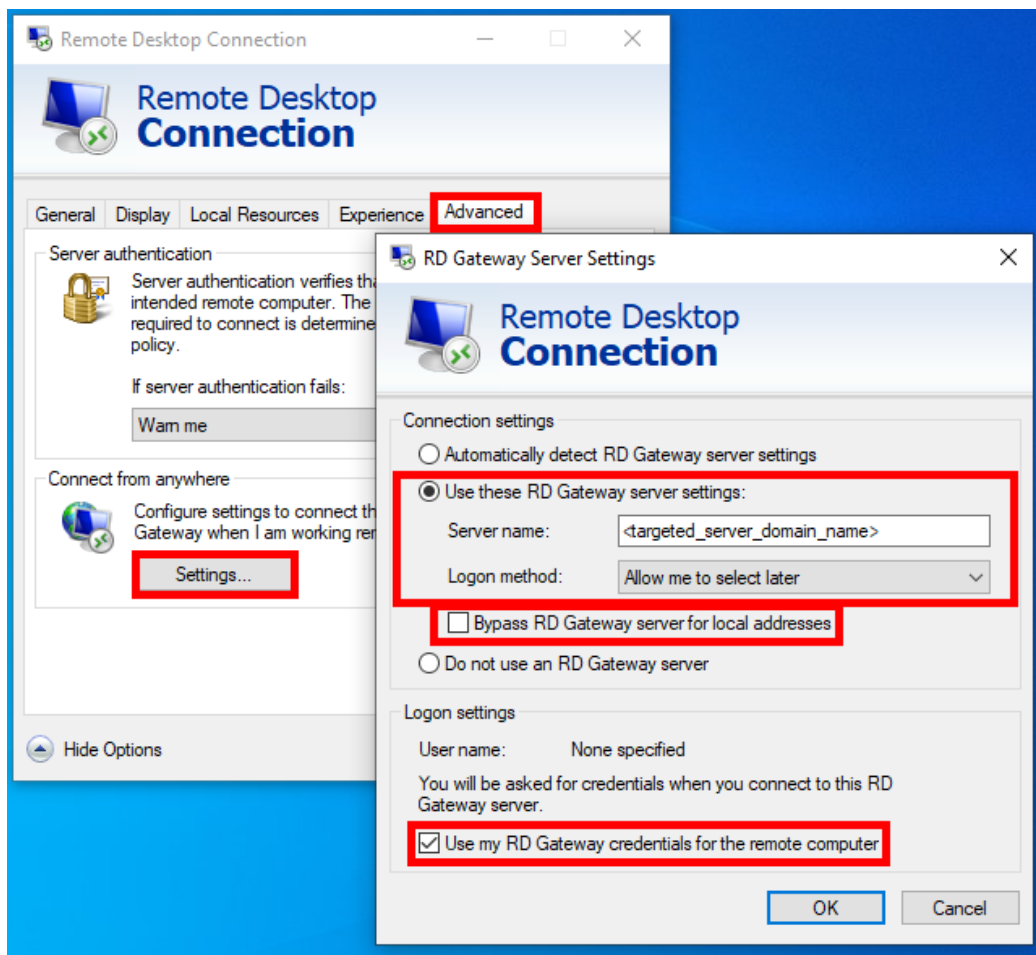 Remote Desktop Connection
Remote Desktop
Connection
General Display Local Resources Experience Advanced
Server authentication
Server authentication verifies tha
intended remote computer. The
required to connect is determine
policy.
If server authentication fails:
Warn me
Connect from anywhere
Configure settings to connect th
Gateway when I am working rer
Settings...
Hide Options
RD Gateway Server Settings
Remote Desktop
Connection
Connection settings
Automatically detect RD Gateway server settings
Use these RD Gateway server settings:
Server name: <targeted_server_domain_name>
Logon method: Allow me to select later
Bypass RD Gateway server for local addresses
Do not use an RD Gateway server
Logon settings
User name: None specified
You will be asked for credentials when you connect to this RD
Gateway server.
Use my RD Gateway credentials for the remote computer
OK Cancel